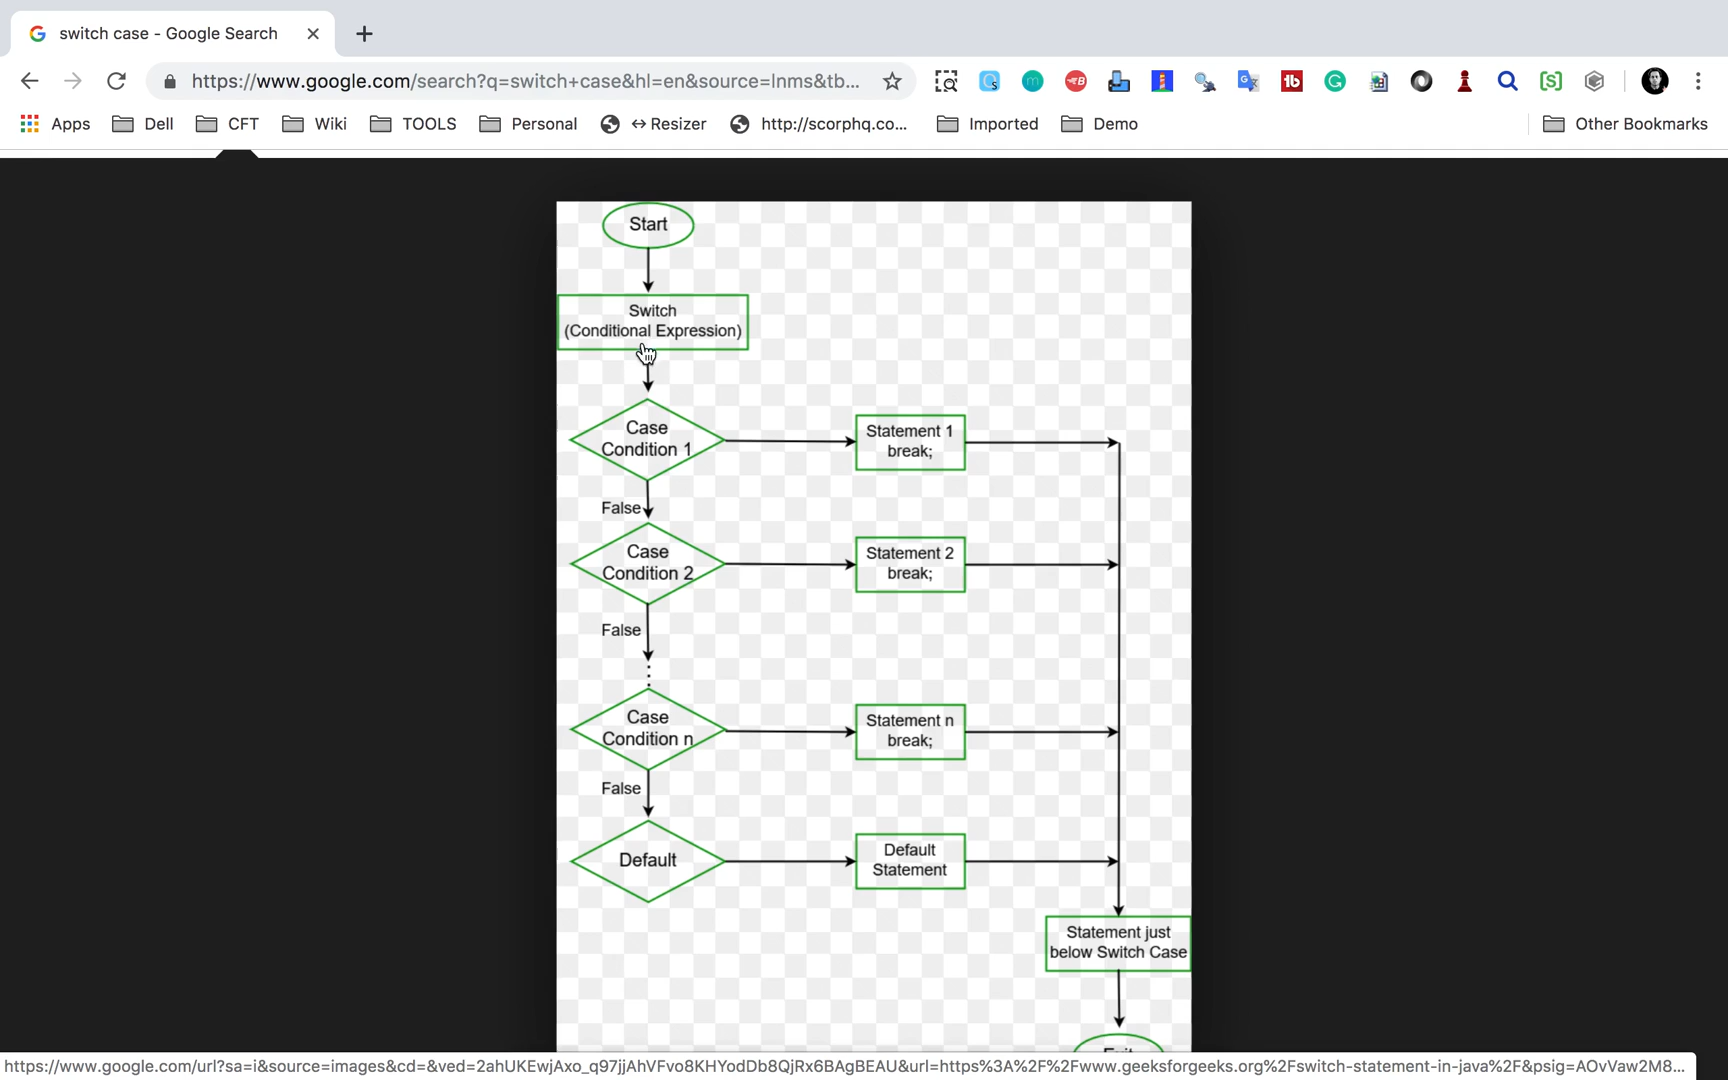 switch case - Google Search
https://www.google.com/search?q=switch+case&hl=en&source=lnms&tb...
Apps Dell CFT Wiki TOOLS Personal ↔Resizer http://scorphq.co... Imported Demo Other Bookmarks
Start
Switch
(Conditional Expression)
Case
Condition 1
Statement 1
break;
False
Case
Condition 2
Statement 2
break;
False
Case
Condition n
Statement n
break;
False
Default
Default
Statement
Statement just
below Switch Case
https://www.google.com/url?sa=i&source=images&cd=&ved=2ahUKEwjAxo_q97jjAhVFvo8KHYodDb8QjRx6BAgBEAU&url=https%3A%2F%2Fwww.geeksforgeeks.org%2Fswitch-statement-in-java%2F&psig=AOvVaw2M8...